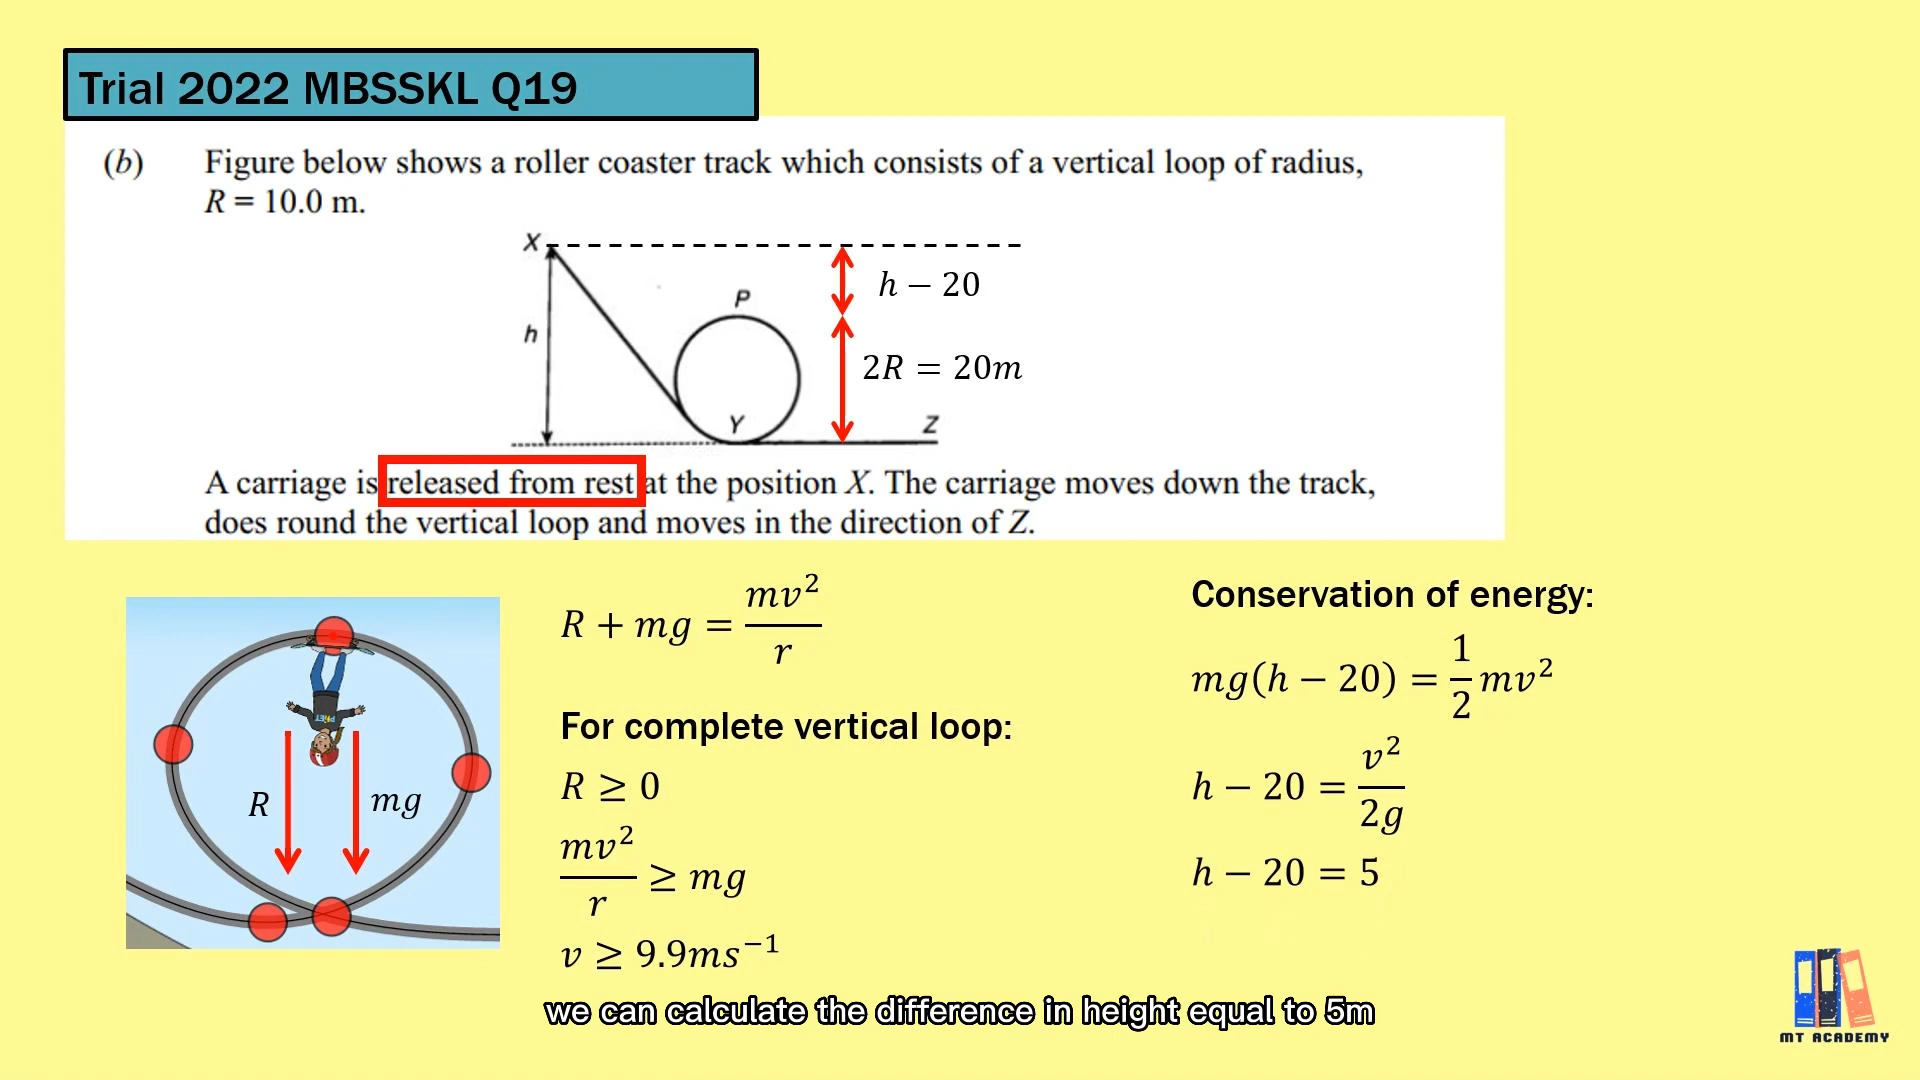 Trial 2022 MBSSKL Q19
(b) Figure below shows a roller coaster track which consists of a vertical loop of radius,
R = 10.0 m.
X
h − 20
P
h
2R = 20m
Y
Z
A carriage is released from rest at the position X. The carriage moves down the track,
does round the vertical loop and moves in the direction of Z.
R
mg
R + mg = mv²/r
For complete vertical loop:
R ≥ 0
mv²/r ≥ mg
v ≥ 9.9ms⁻¹
Conservation of energy:
mg(h − 20) = 1/2 mv²
h − 20 = v²/2g
h − 20 = 5
we can calculate the difference in height equal to 5m
MT ACADEMY